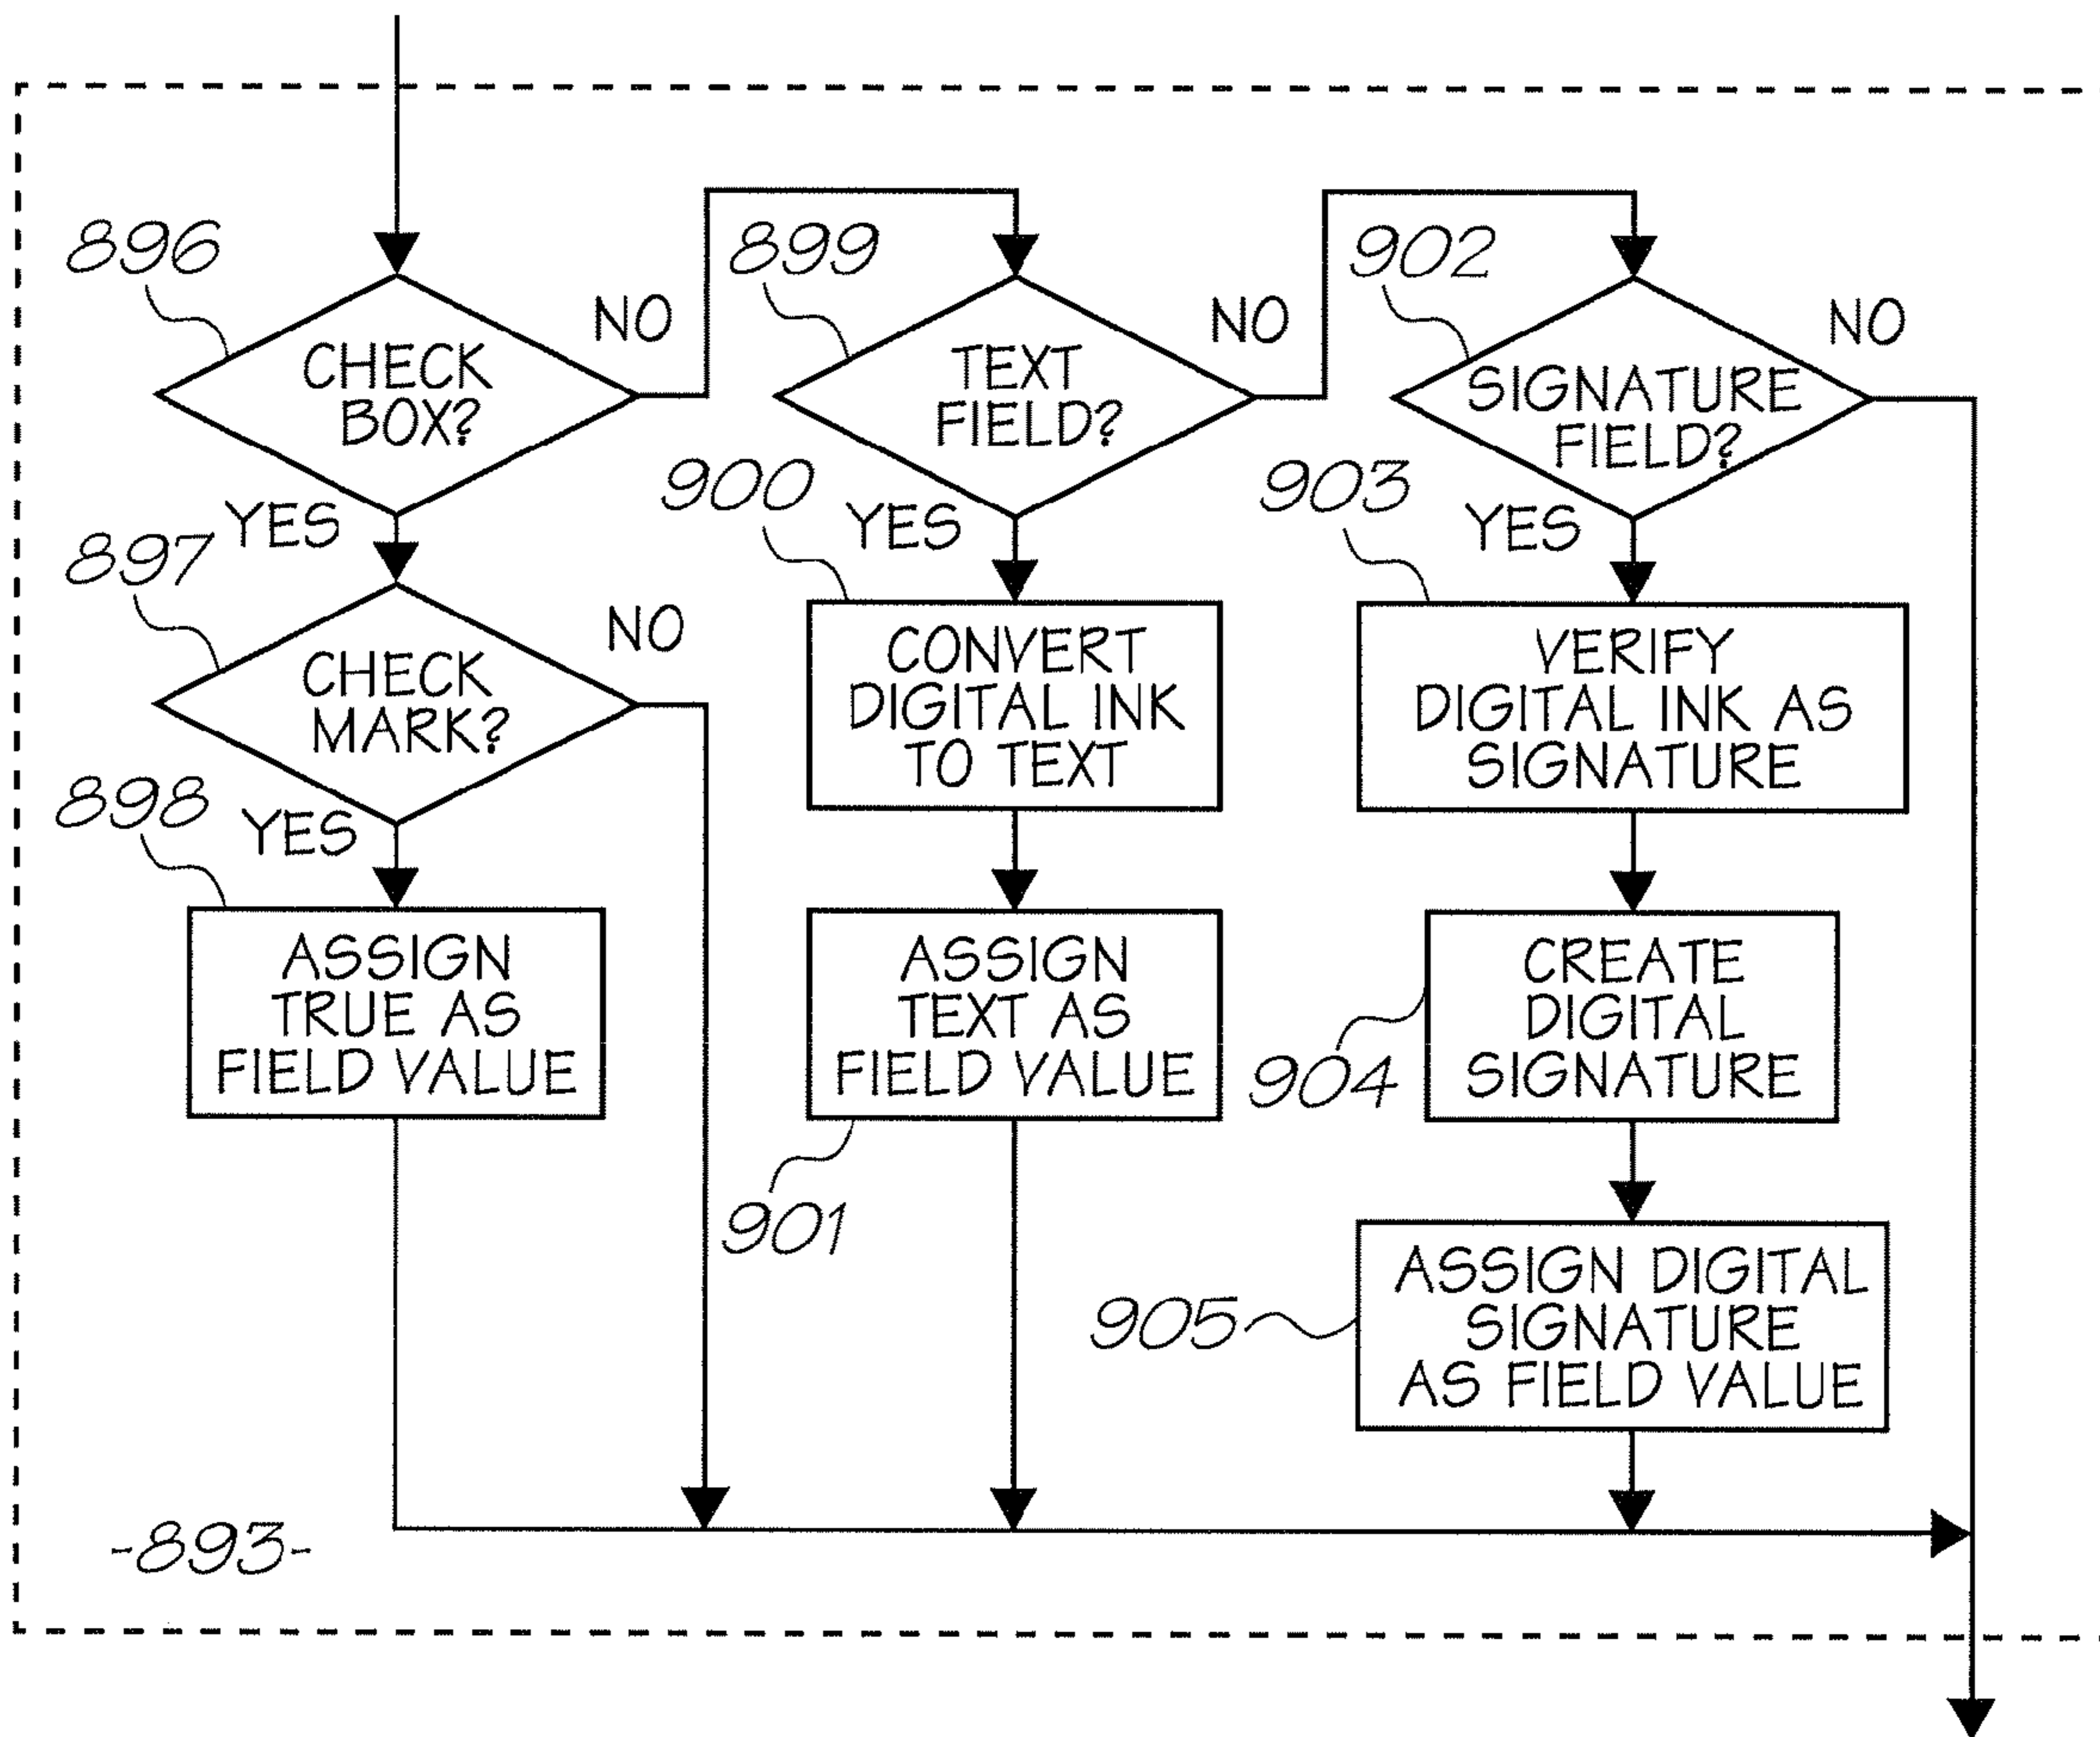 896
CHECK
BOX?
NO
YES
899
TEXT
FIELD?
NO
YES
902
SIGNATURE
FIELD?
NO
YES
897
CHECK
MARK?
NO
YES
900
CONVERT
DIGITAL INK
TO TEXT
903
VERIFY
DIGITAL INK AS
SIGNATURE
898
ASSIGN
TRUE AS
FIELD VALUE
ASSIGN
TEXT AS
FIELD VALUE
901
CREATE
DIGITAL
SIGNATURE
904
905
ASSIGN DIGITAL
SIGNATURE
AS FIELD VALUE
-893-